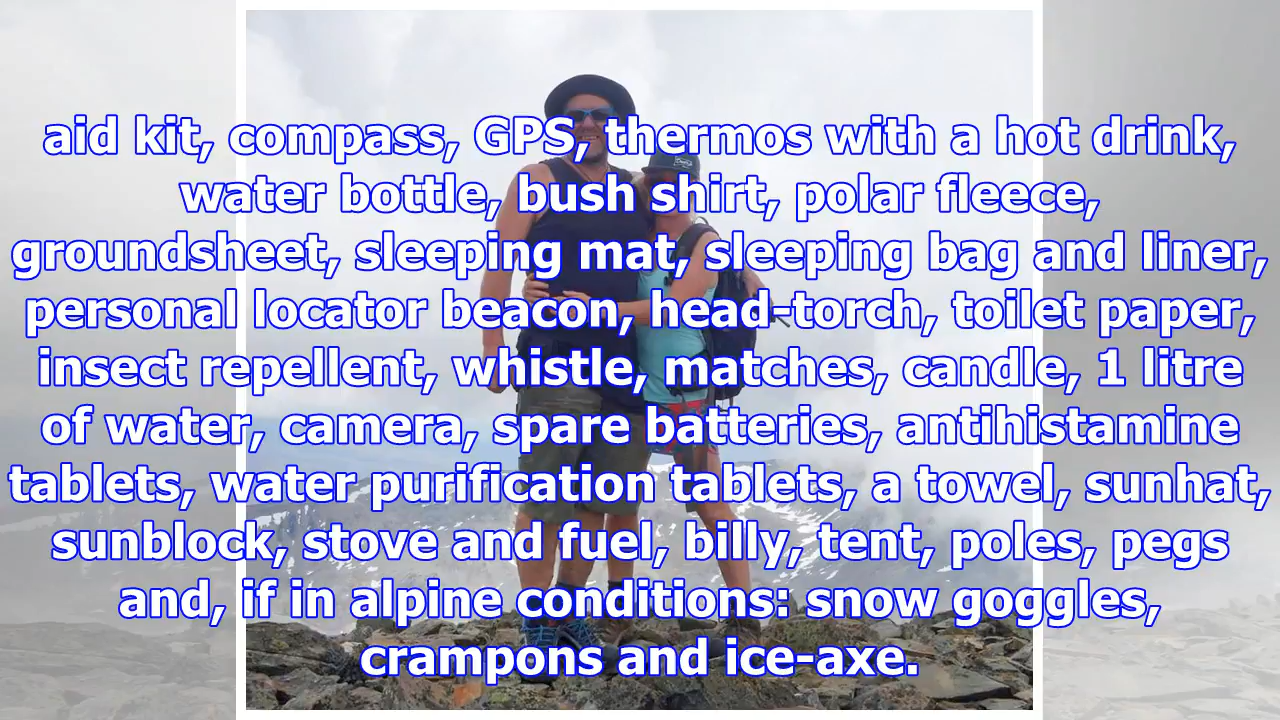 aid kit, compass, GPS, thermos with a hot drink,
water bottle, bush shirt, polar fleece,
groundsheet, sleeping mat, sleeping bag and liner,
personal locator beacon, head-torch, toilet paper,
insect repellent, whistle, matches, candle, 1 litre
of water, camera, spare batteries, antihistamine
tablets, water purification tablets, a towel, sunhat,
sunblock, stove and fuel, billy, tent, poles, pegs
and, if in alpine conditions: snow goggles,
crampons and ice-axe.